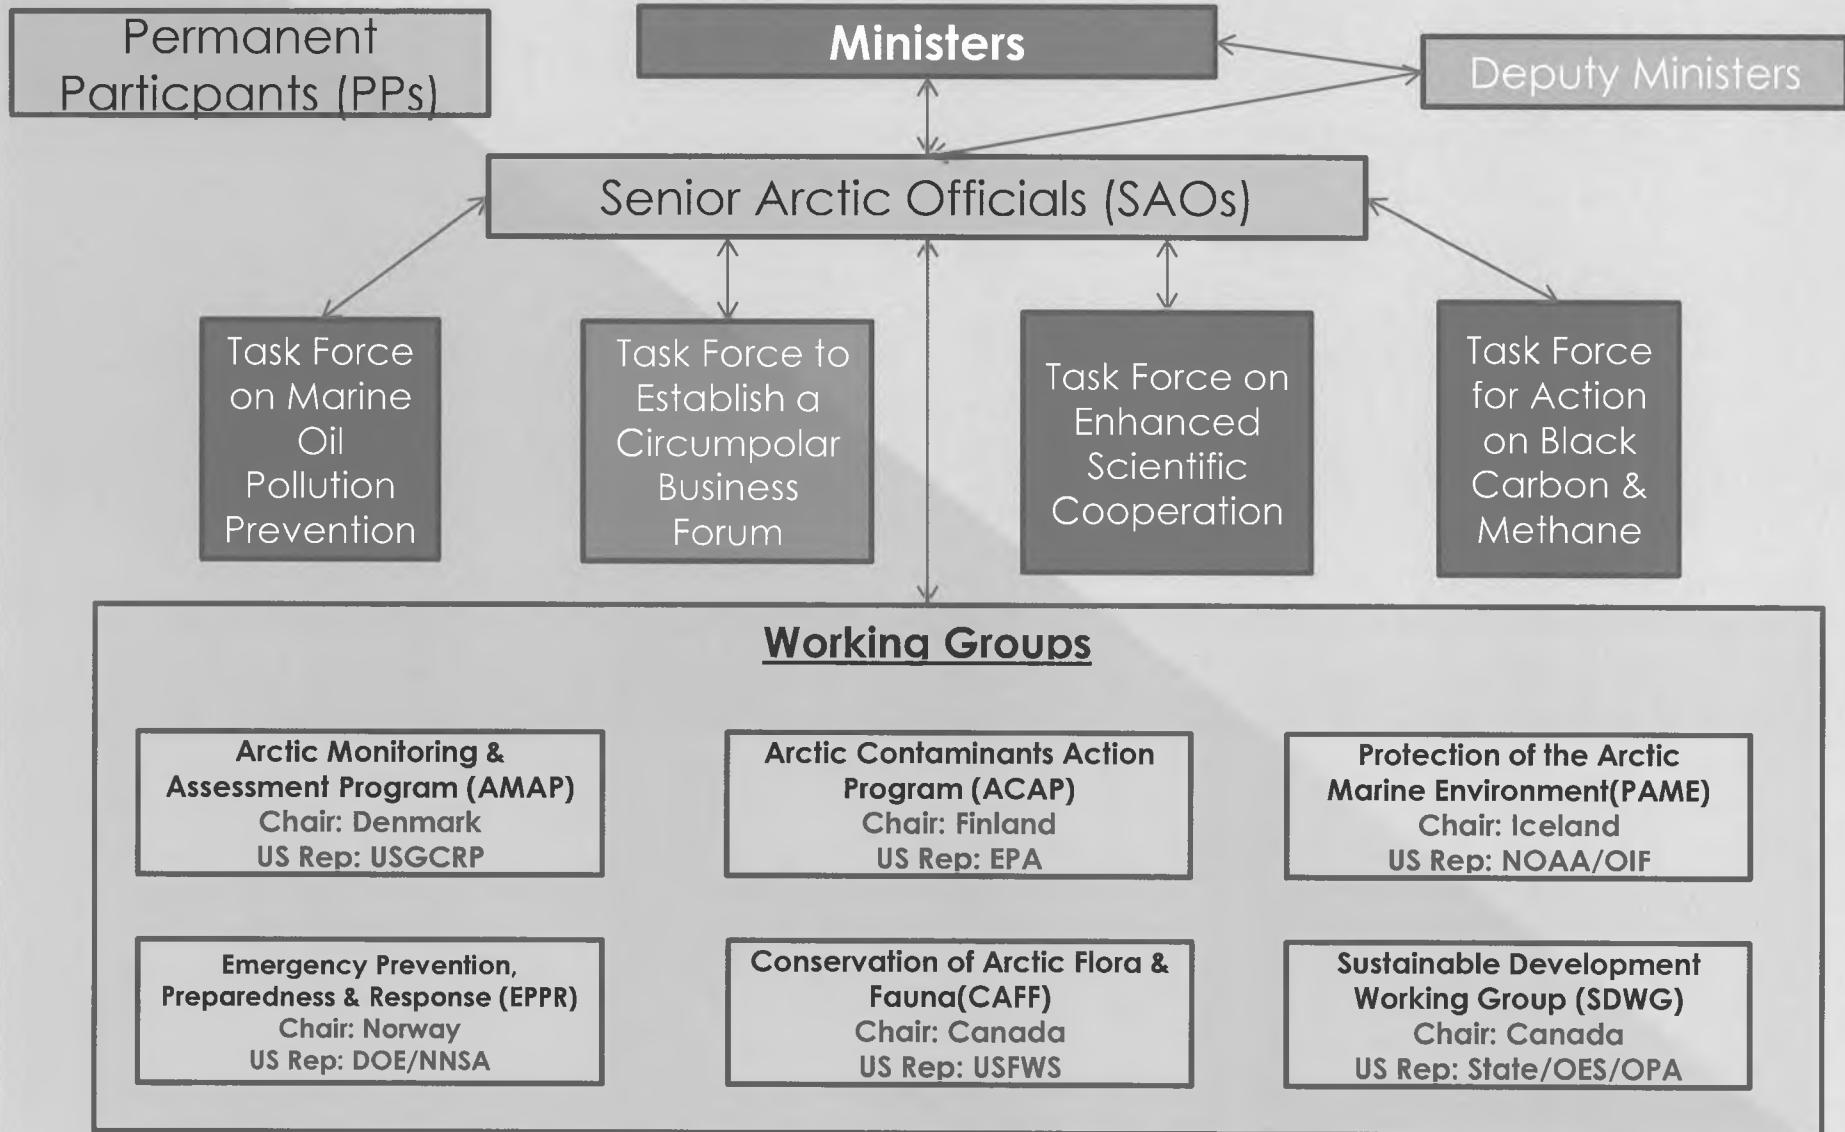 Permanent
Particpants (PPs)
Ministers
Deputy Ministers
Senior Arctic Officials (SAOs)
Task Force
on Marine
Oil
Pollution
Prevention
Task Force to
Establish a
Circumpolar
Business
Forum
Task Force on
Enhanced
Scientific
Cooperation
Task Force
for Action
on Black
Carbon &
Methane
Working Groups
Arctic Monitoring &
Assessment Program (AMAP)
Chair: Denmark
US Rep: USGCRP
Arctic Contaminants Action
Program (ACAP)
Chair: Finland
US Rep: EPA
Protection of the Arctic
Marine Environment(PAME)
Chair: Iceland
US Rep: NOAA/OIF
Emergency Prevention,
Preparedness & Response (EPPR)
Chair: Norway
US Rep: DOE/NNSA
Conservation of Arctic Flora &
Fauna(CAFF)
Chair: Canada
US Rep: USFWS
Sustainable Development
Working Group (SDWG)
Chair: Canada
US Rep: State/OES/OPA